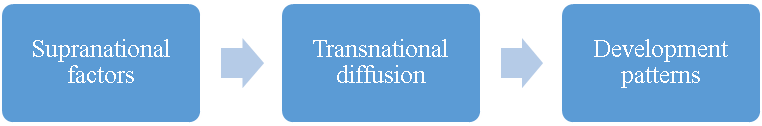 Supranational
factors
Transnational
diffusion
Development
patterns